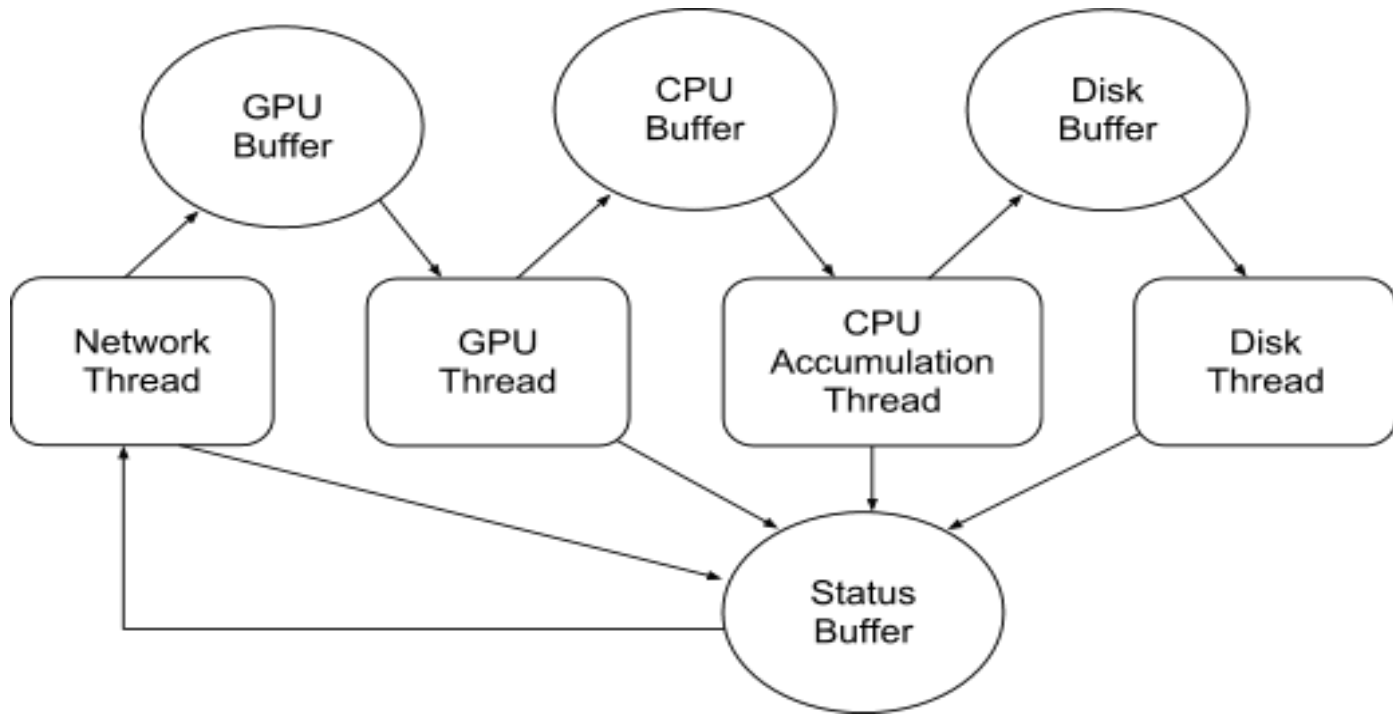 GPU
Buffer
CPU
Buffer
Disk
Buffer
Network
Thread
GPU
Thread
CPU
Accumulation
Thread
Disk
Thread
Status
Buffer